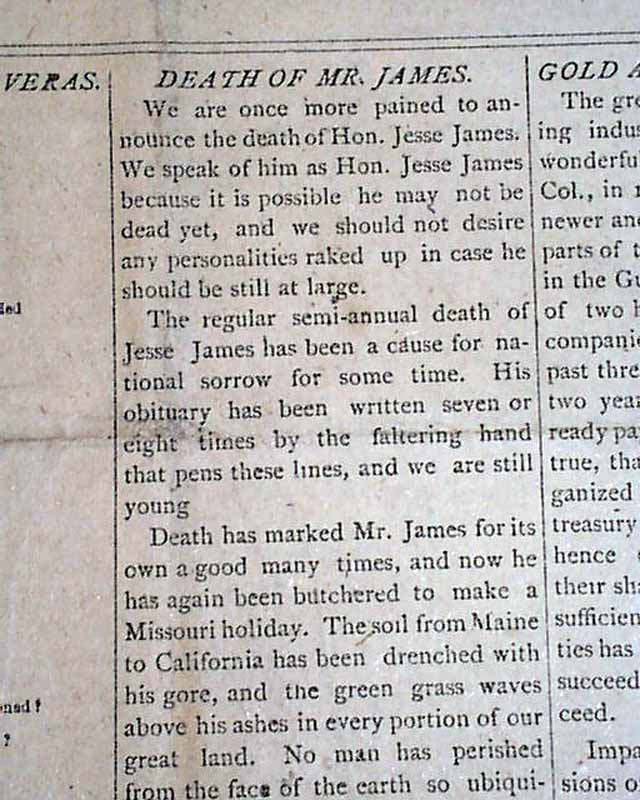 VERAS.
ded
ened?
?
DEATH OF MR. JAMES.
We are once more pained to an-
nounce the death of Hon. Jesse James.
We speak of him as Hon. Jesse James
because it is possible he may not be
dead yet, and we should not desire
any personalities raked up in case he
should be still at large.
The regular semi-annual death of
Jesse James has been a cause for na-
tional sorrow for some time. His
obituary has been written seven or
eight times by the faltering hand
that pens these lines, and we are still
young
Death has marked Mr. James for its
own a good many times, and now he
has again been butchered to make a
Missouri holiday. The soil from Maine
to California has been drenched with
his gore, and the green grass waves
above his ashes in every portion of our
great land. No man has perished
from the face of the earth so ubiqui-
GOLD A
The gre
ing indus
wonderfu
Col., in
newer and
parts of t
in the Gu
of two h
companie
past thre
two year
ready pa
true, tha
ganized
treasury
hence
their sha
sufficien
ties has
succeed
ceed.
Impa
sions o